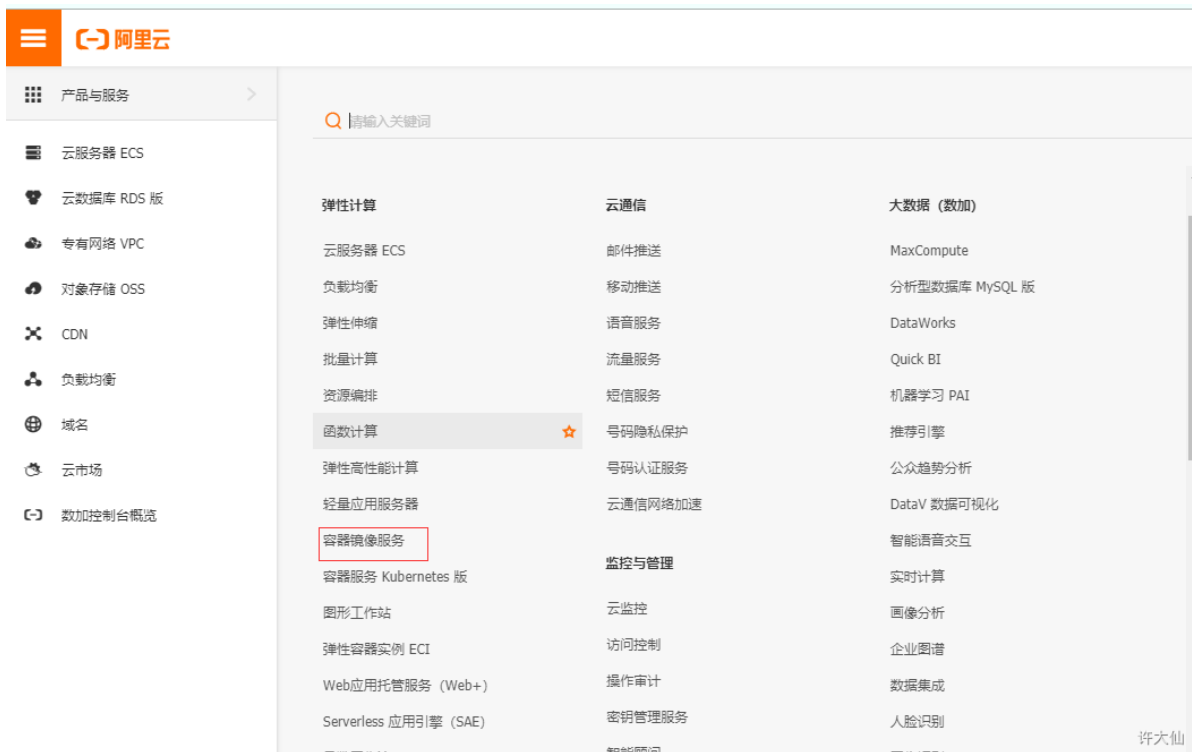 阿里云
产品与服务
云服务器 ECS
云数据库 RDS 版
专有网络 VPC
对象存储 OSS
CDN
负载均衡
域名
云市场
数加控制台概览
请输入关键词
弹性计算
云服务器 ECS
负载均衡
弹性伸缩
批量计算
资源编排
函数计算
弹性高性能计算
轻量应用服务器
容器镜像服务
容器服务 Kubernetes 版
图形工作站
弹性容器实例 ECI
Web应用托管服务（Web+）
Serverless 应用引擎（SAE）
云通信
邮件推送
移动推送
语音服务
流量服务
短信服务
号码隐私保护
号码认证服务
云通信网络加速
监控与管理
云监控
访问控制
操作审计
密钥管理服务
大数据（数加）
MaxCompute
分析型数据库 MySQL 版
DataWorks
Quick BI
机器学习 PAI
推荐引擎
公众趋势分析
DataV 数据可视化
智能语音交互
实时计算
画像分析
企业图谱
数据集成
人脸识别
许大仙